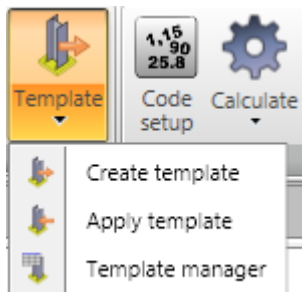 1,15
90
25.8
Template
Code
setup
Calculate
Create template
Apply template
Template manager